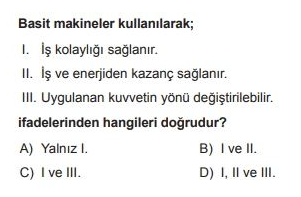 Basit makineler kullanılarak;
I. İş kolaylığı sağlanır.
II. İş ve enerjiden kazanç sağlanır.
III. Uygulanan kuvvetin yönü değiştirilebilir.
ifadelerinden hangileri doğrudur?
A) Yalnız I. B) I ve II.
C) I ve III. D) I, II ve III.